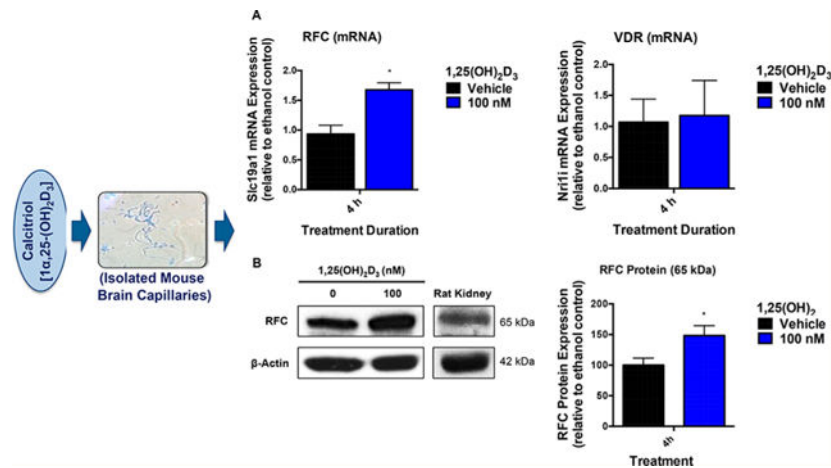 Calcitriol
[1α,25-(OH)₂D₃]
(Isolated Mouse
Brain Capillaries)
A
RFC (mRNA)
Slc19a1 mRNA Expression
(relative to ethanol control)
2.0
1.5
1.0
0.5
0.0
*
4 h
Treatment Duration
1,25(OH)₂D₃
Vehicle
100 nM
VDR (mRNA)
Nri1i mRNA Expression
(relative to ethanol control)
2.0
1.5
1.0
0.5
0.0
4 h
Treatment Duration
1,25(OH)₂D₃
Vehicle
100 nM
B
1,25(OH)₂D₃ (nM)
0 100 Rat Kidney
RFC 65 kDa
β-Actin 42 kDa
RFC Protein (65 kDa)
RFC Protein Expression
(relative to ethanol control)
200
150
100
50
0
*
4h
Treatment
1,25(OH)₂
Vehicle
100 nM